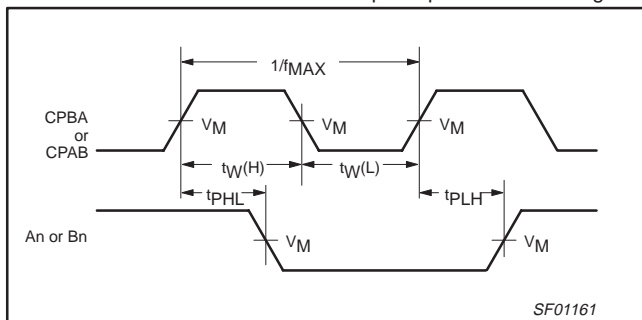 1/fMAX
CPBA
or
CPAB
VM
VM
VM
tW(H)
tW(L)
tPHL
tPLH
An or Bn
VM
VM
SF01161